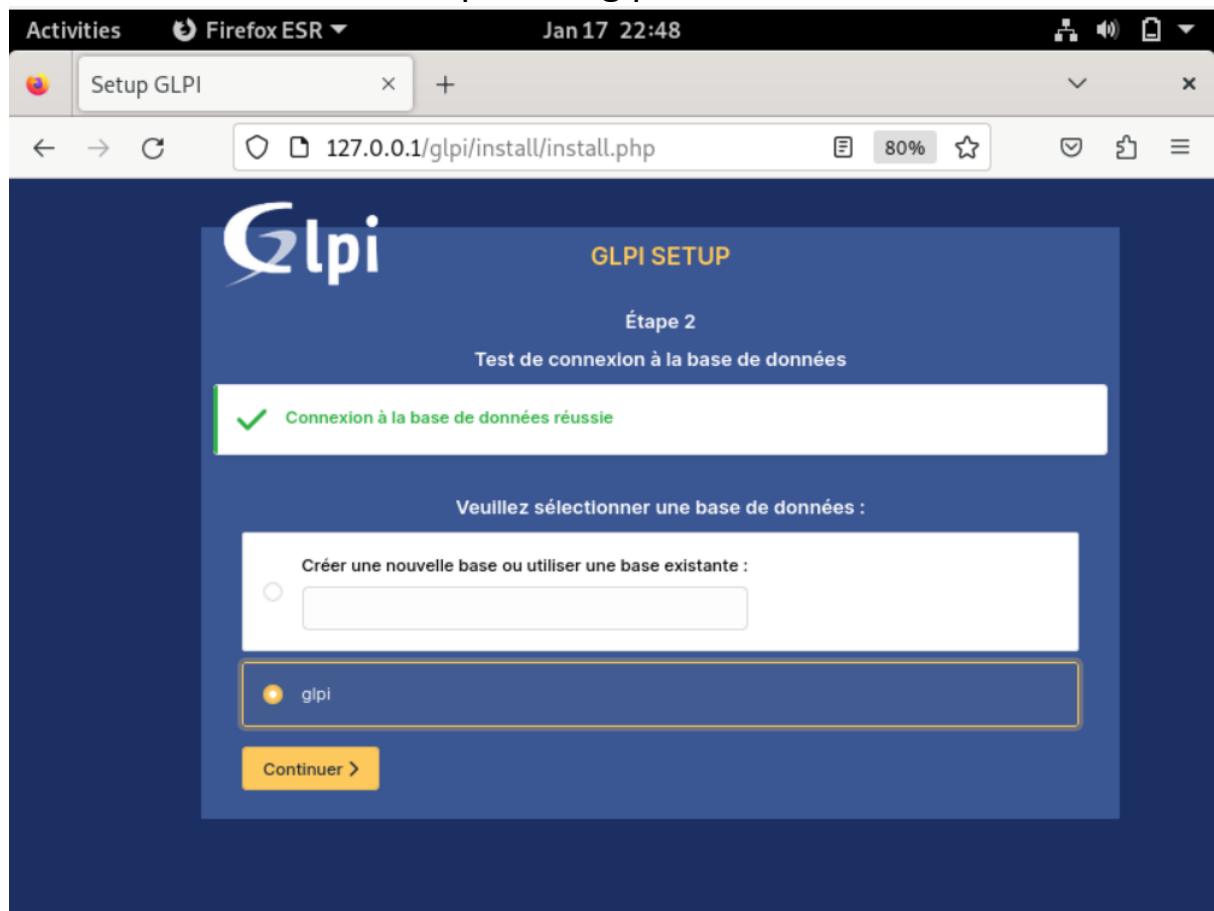 Activities Firefox ESR Jan 17 22:48
Setup GLPI
127.0.0.1/glpi/install/install.php 80%
Glpi
GLPI SETUP
Étape 2
Test de connexion à la base de données
Connexion à la base de données réussie
Veuillez sélectionner une base de données :
Créer une nouvelle base ou utiliser une base existante :
glpi
Continuer